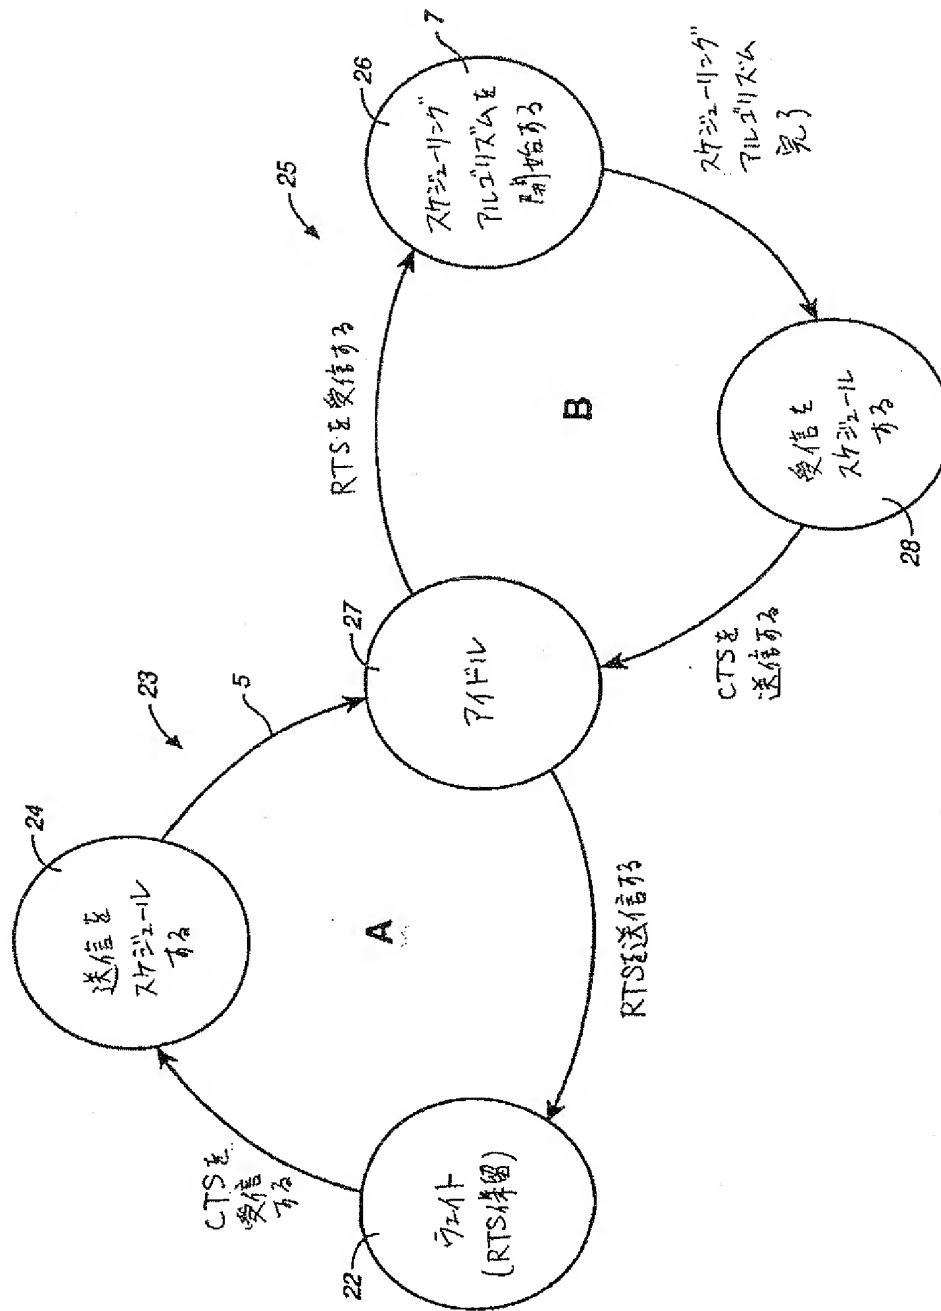 23
25
24
送信を
スケジュール
する
5
27
アイドル
26
7
スケジューリング
アルゴリズムを
開始する
RTSを受信する
スケジューリング
アルゴリズム
完了
CTSを
受信
する
A
B
22
ウェイト
(RTS保留)
RTSを送信する
CTSを
送信する
28
受信を
スケジュール
する